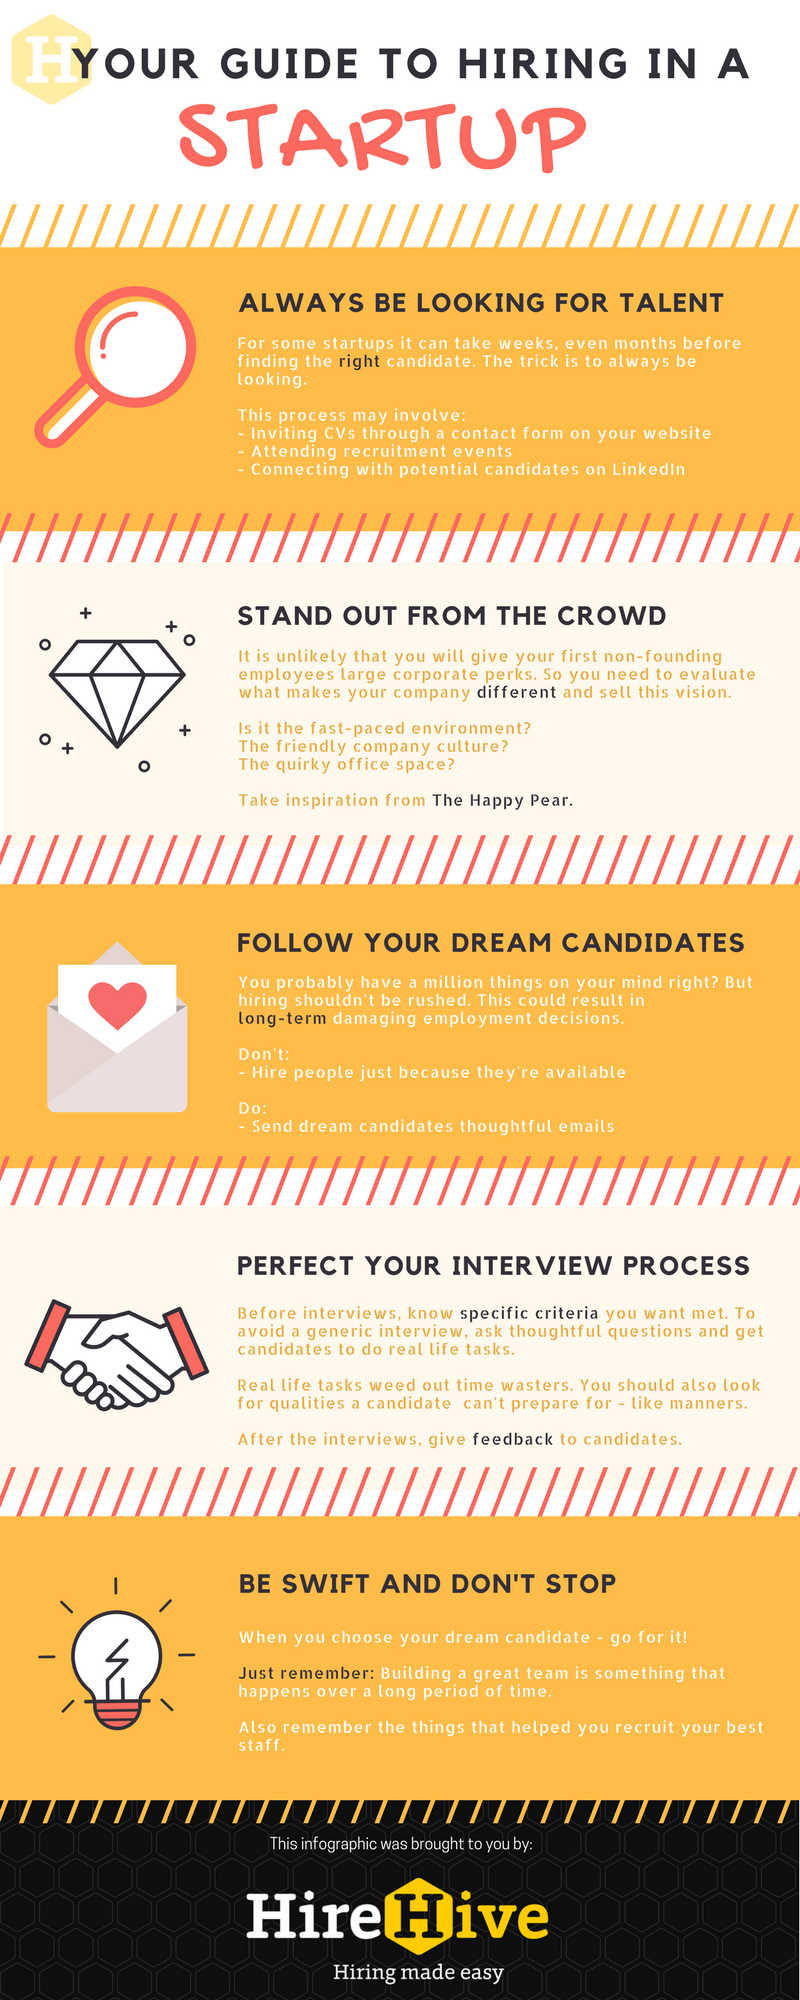 H
YOUR GUIDE TO HIRING IN A
STARTUP
ALWAYS BE LOOKING FOR TALENT
For some startups it can take weeks, even months before
finding the right candidate. The trick is to always be
looking.
This process may involve:
- Inviting CVs through a contact form on your website
- Attending recruitment events
- Connecting with potential candidates on LinkedIn
STAND OUT FROM THE CROWD
It is unlikely that you will give your first non-founding
employees large corporate perks. So you need to evaluate
what makes your company different and sell this vision.
Is it the fast-paced environment?
The friendly company culture?
The quirky office space?
Take inspiration from The Happy Pear.
FOLLOW YOUR DREAM CANDIDATES
You probably have a million things on your mind right? But
hiring shouldn't be rushed. This could result in
long-term damaging employment decisions.
Don't:
- Hire people just because they're available
Do:
- Send dream candidates thoughtful emails
PERFECT YOUR INTERVIEW PROCESS
Before interviews, know specific criteria you want met. To
avoid a generic interview, ask thoughtful questions and get
candidates to do real life tasks.
Real life tasks weed out time wasters. You should also look
for qualities a candidate can't prepare for - like manners.
After the interviews, give feedback to candidates.
BE SWIFT AND DON'T STOP
When you choose your dream candidate - go for it!
Just remember: Building a great team is something that
happens over a long period of time.
Also remember the things that helped you recruit your best
staff.
This infographic was brought to you by:
HireHive
Hiring made easy